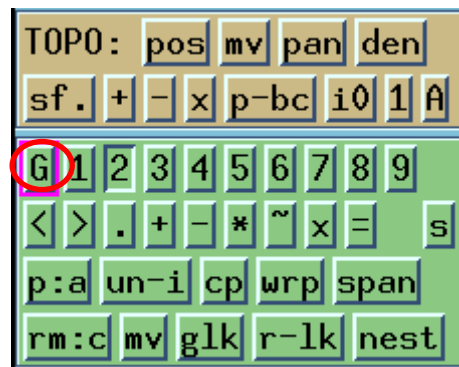 TOPO: pos mv pan den
sf. + - x p-bc i0 1 A
G 1 2 3 4 5 6 7 8 9
< > . + - * ~ x = s
p:a un-i cp wrp span
rm:c mv glk r-lk nest